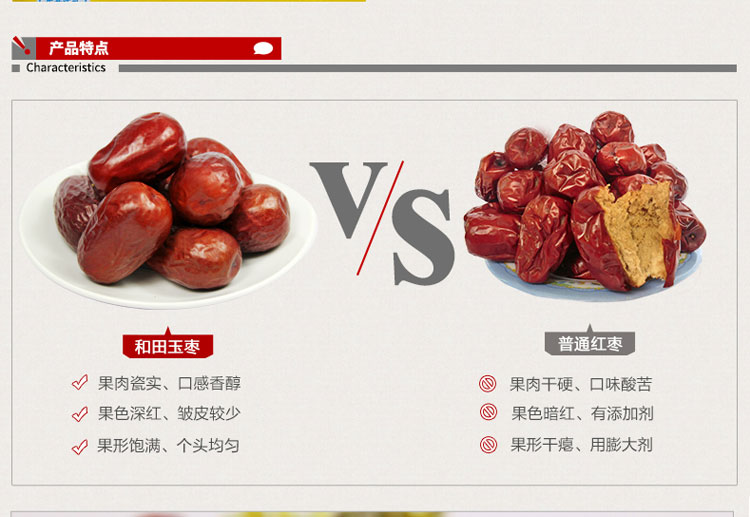 产品特点
Characteristics
VS
和田玉枣
普通红枣
果肉瓷实、口感香醇
果肉干硬、口味酸苦
果色深红、皱皮较少
果色暗红、有添加剂
果形饱满、个头均匀
果形干瘪、用膨大剂